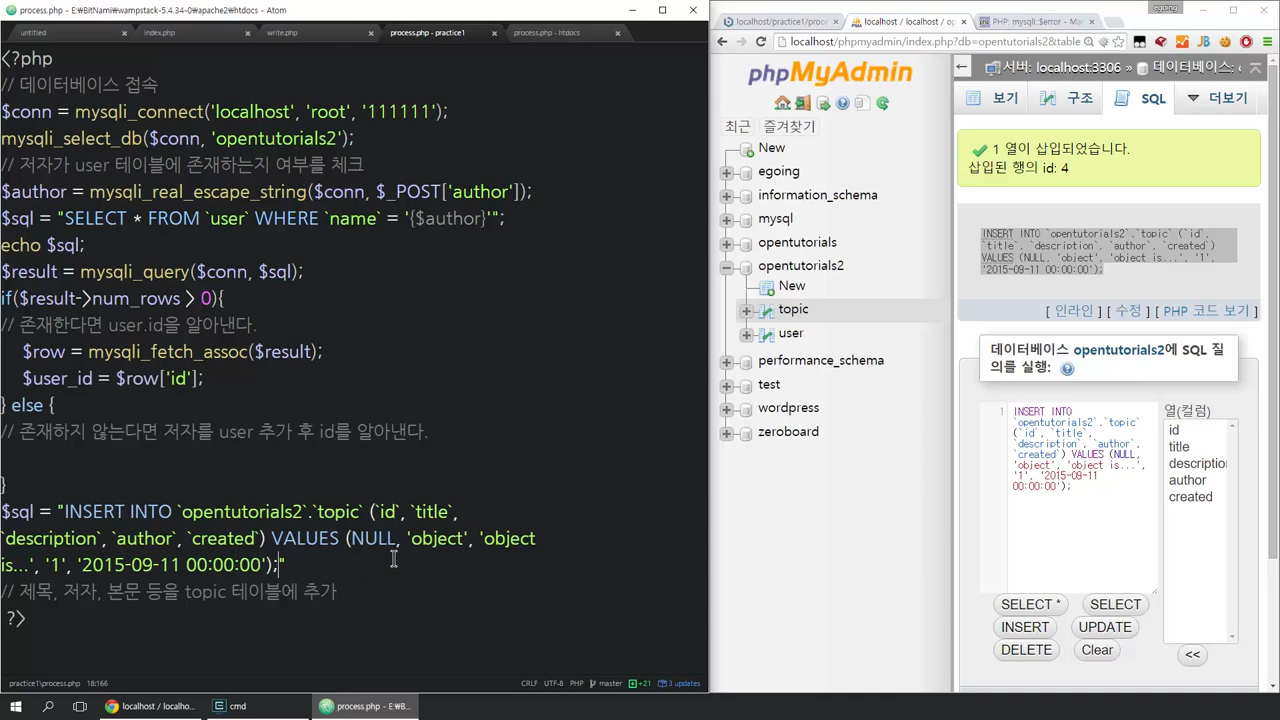 process.php - E:\BitNami\wampstack-5.4.34-0\apache2\htdocs - Atom
untitled
index.php
write.php
process.php - practice1
process.php - htdocs
<?php
// 데이터베이스 접속
$conn = mysqli_connect('localhost', 'root', '111111');
mysqli_select_db($conn, 'opentutorials2');
// 저자가 user 테이블에 존재하는지 여부를 체크
$author = mysqli_real_escape_string($conn, $_POST['author']);
$sql = "SELECT * FROM `user` WHERE `name` = '{$author}'";
echo $sql;
$result = mysqli_query($conn, $sql);
if($result->num_rows > 0){
// 존재한다면 user.id을 알아낸다.
$row = mysqli_fetch_assoc($result);
$user_id = $row['id'];
} else {
// 존재하지 않는다면 저자를 user 추가 후 id를 알아낸다.
}
$sql = "INSERT INTO `opentutorials2`.`topic` (`id`, `title`,
`description`, `author`, `created`) VALUES (NULL, 'object', 'object
is...', '1', '2015-09-11 00:00:00');"
// 제목, 저자, 본문 등을 topic 테이블에 추가
?>
practice1\process.php 18:166
CRLF UTF-8 PHP master +21 3 updates
localhost / localho...
cmd
process.php - E:₩B...
egoing
localhost/practice1/proce
localhost / localhost / op
PHP: mysqli::$error - Ma
localhost/phpmyadmin/index.php?db=opentutorials2&table
phpMyAdmin
최근 즐겨찾기
New
egoing
information_schema
mysql
opentutorials
opentutorials2
New
topic
user
performance_schema
test
wordpress
zeroboard
서버: localhost:3306 » 데이터베이스:
보기 구조 SQL 더보기
1 열이 삽입되었습니다.
삽입된 행의 id: 4
INSERT INTO `opentutorials2`.`topic` (`id`,
`title`, `description`, `author`, `created`)
VALUES (NULL, 'object', 'object is...', '1',
'2015-09-11 00:00:00');
[ 인라인 ] [ 수정 ] [ PHP 코드 보기 ]
데이터베이스 opentutorials2에 SQL 질
의를 실행:
1 INSERT INTO
`opentutorials2`.`topic`
(`id`, `title`,
`description`, `author`,
`created`) VALUES (NULL,
'object', 'object is...',
'1', '2015-09-11
00:00:00');
열(컬럼)
id
title
description
author
created
SELECT * SELECT
INSERT UPDATE
DELETE Clear
<<